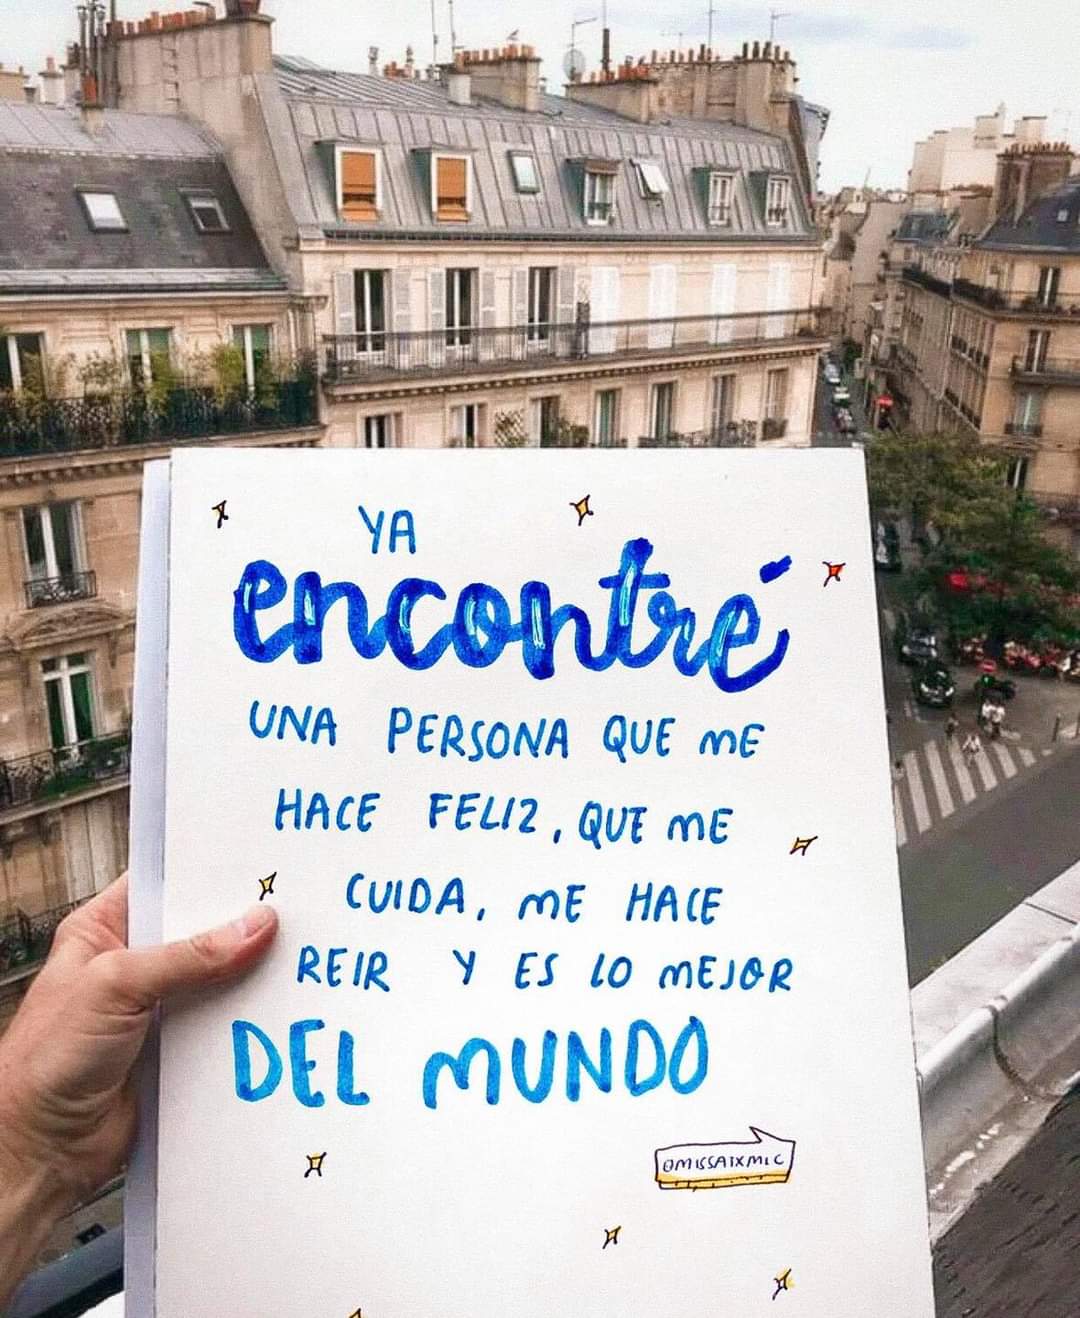 YA
encontré
UNA PERSONA QUE ME
HACE FELIZ, QUE ME
CUIDA, ME HACE
REIR Y ES LO MEJOR
DEL MUNDO
@MISSATXMLC